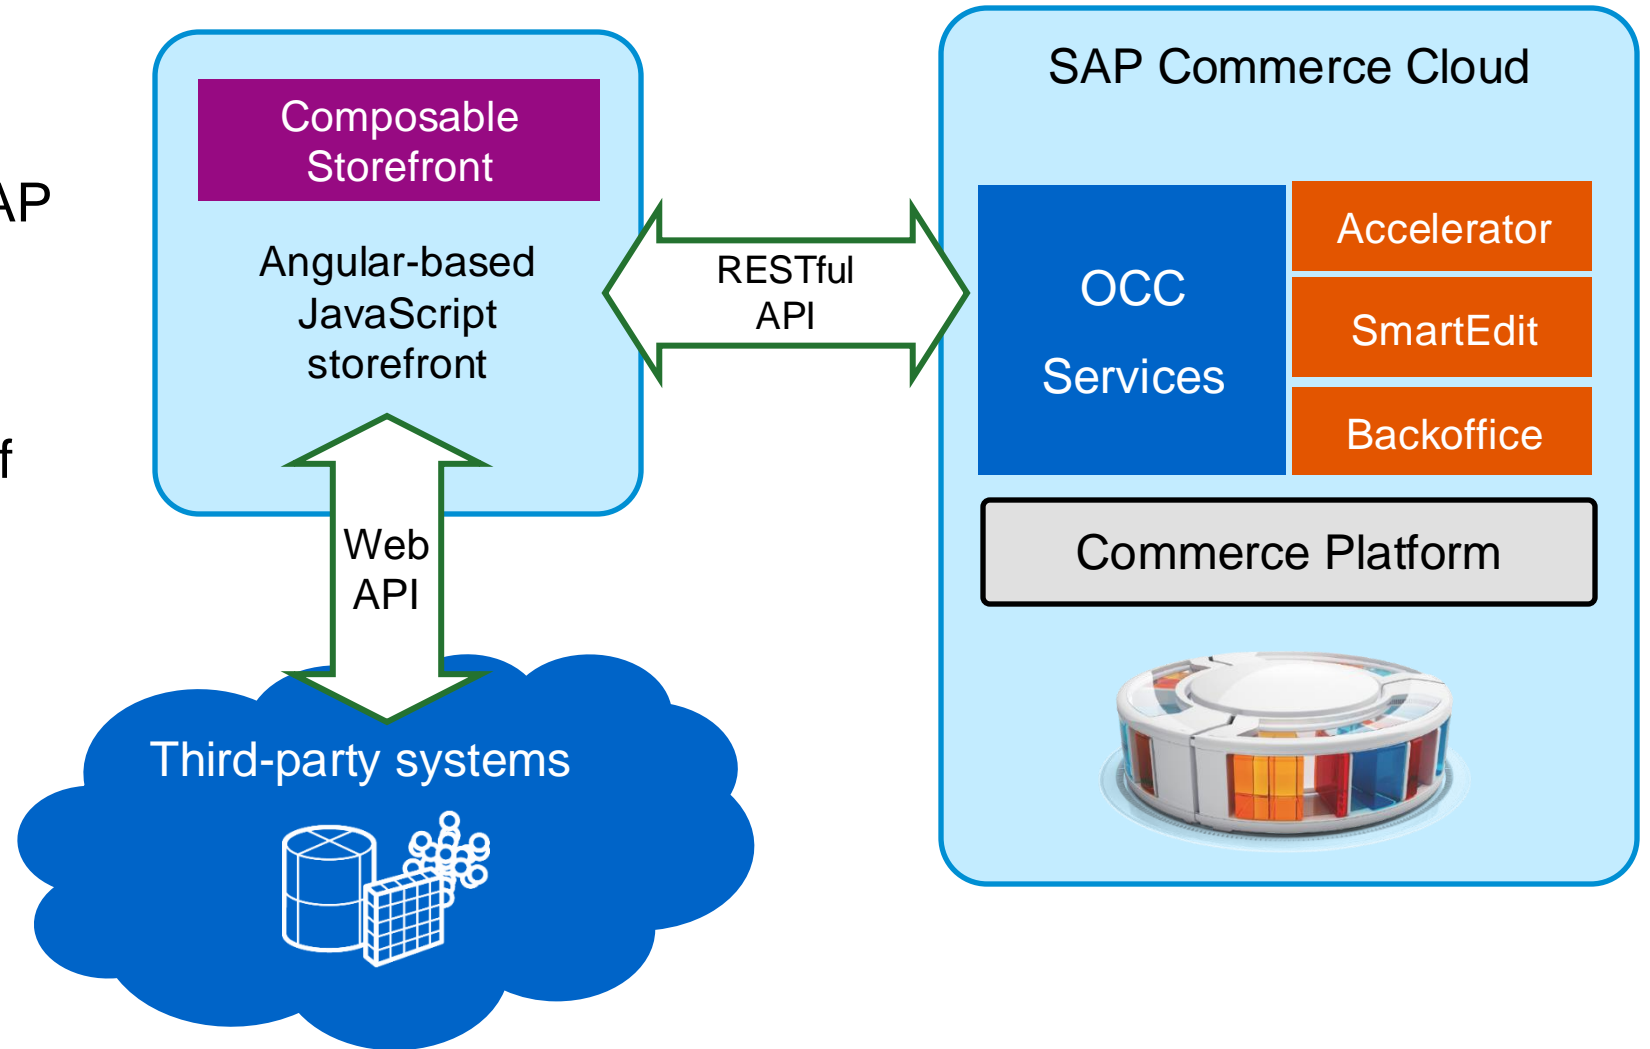 AP
f
Composable
Storefront
Angular-based
JavaScript
storefront
RESTful
API
Web
API
Third-party systems
SAP Commerce Cloud
OCC
Services
Accelerator
SmartEdit
Backoffice
Commerce Platform